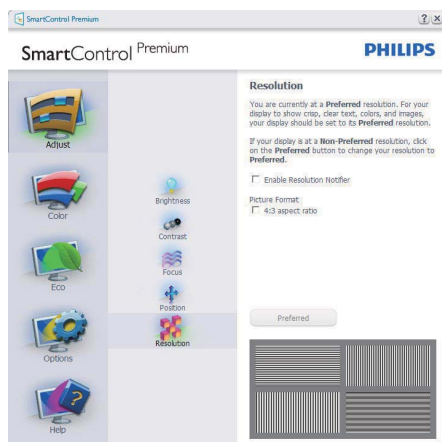 SmartControl Premium
SmartControl Premium
PHILIPS
Adjust
Color
Eco
Options
Help
Brightness
Contrast
Focus
Position
Resolution
Resolution
You are currently at a Preferred resolution. For your
display to show crisp, clear text, colors, and images,
your display should be set to its Preferred resolution.
If your display is at a Non-Preferred resolution, click
on the Preferred button to change your resolution to
Preferred.
Enable Resolution Notifier
Picture Format
4:3 aspect ratio
Preferred